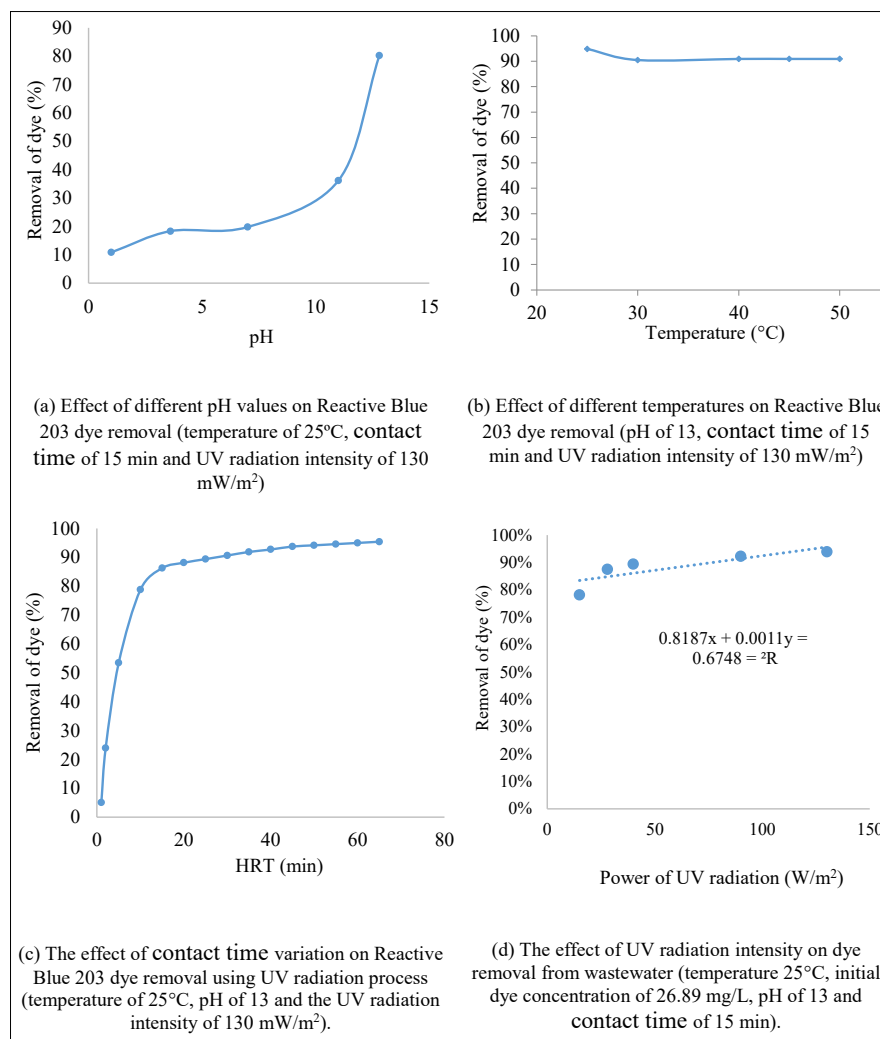 90
80
70
60
50
40
30
20
10
0
Removal of dye (%)
0 5 10 15
pH
(a) Effect of different pH values on Reactive Blue
203 dye removal (temperature of 25ºC, contact
time of 15 min and UV radiation intensity of 130
mW/m²)
100
90
80
70
60
50
40
30
20
10
0
Removal of dye (%)
20 30 40 50
Temperature (°C)
(b) Effect of different temperatures on Reactive Blue
203 dye removal (pH of 13, contact time of 15
min and UV radiation intensity of 130 mW/m²)
100
90
80
70
60
50
40
30
20
10
0
Removal of dye (%)
0 20 40 60 80
HRT (min)
(c) The effect of contact time variation on Reactive
Blue 203 dye removal using UV radiation process
(temperature of 25°C, pH of 13 and the UV radiation
intensity of 130 mW/m²).
100%
90%
80%
70%
60%
50%
40%
30%
20%
10%
0%
Removal of dye (%)
0.8187x + 0.0011y =
0.6748 = ²R
0 50 100 150
Power of UV radiation (W/m²)
(d) The effect of UV radiation intensity on dye
removal from wastewater (temperature 25°C, initial
dye concentration of 26.89 mg/L, pH of 13 and
contact time of 15 min).